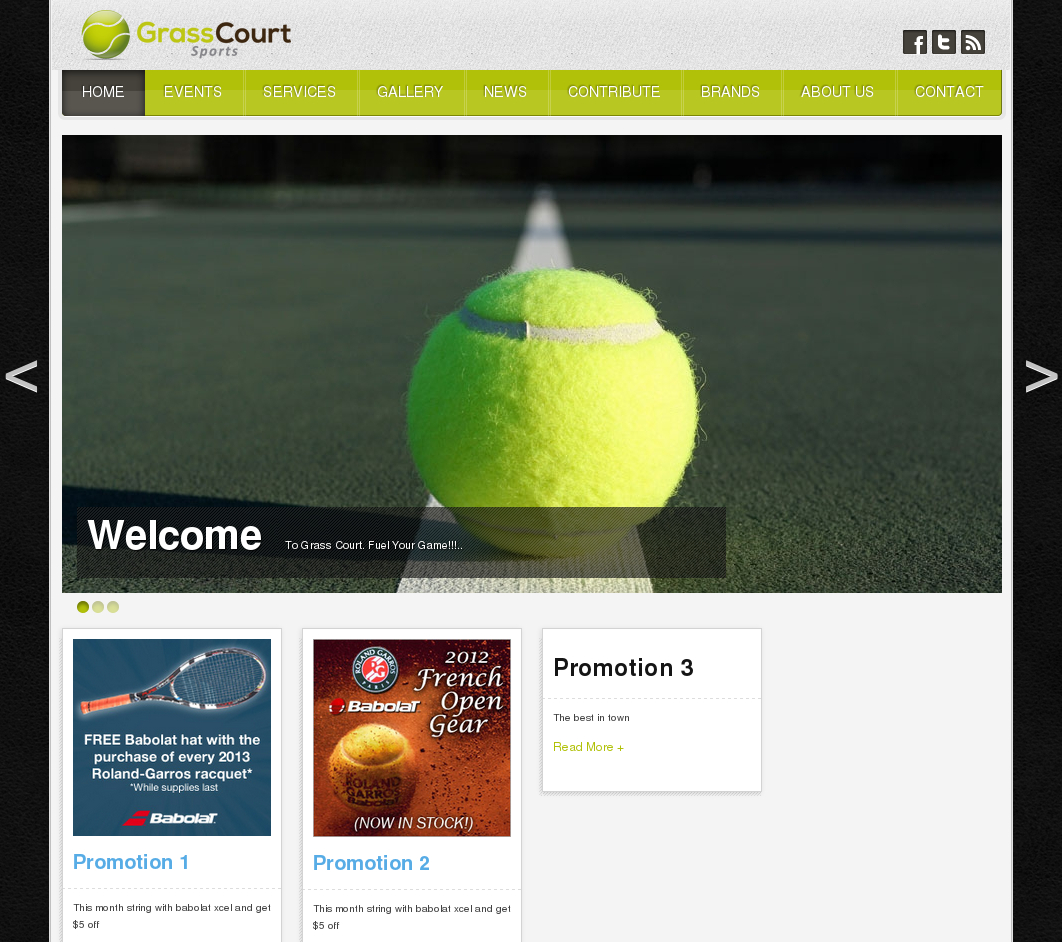 GrassCourt
Sports
HOME EVENTS SERVICES GALLERY NEWS CONTRIBUTE BRANDS ABOUT US CONTACT
< >
Welcome To Grass Court. Fuel Your Game!!!..
FREE Babolat hat with the
purchase of every 2013
Roland-Garros racquet*
*While supplies last
Babolat
Promotion 1
This month string with babolat xcel and get
$5 off
ROLAND GARROS
PARIS
2012
French
Open
Gear
Babolat
ROLAND
GARROS
Babolat
(NOW IN STOCK!)
Promotion 2
This month string with babolat xcel and get
$5 off
Promotion 3
The best in town
Read More +